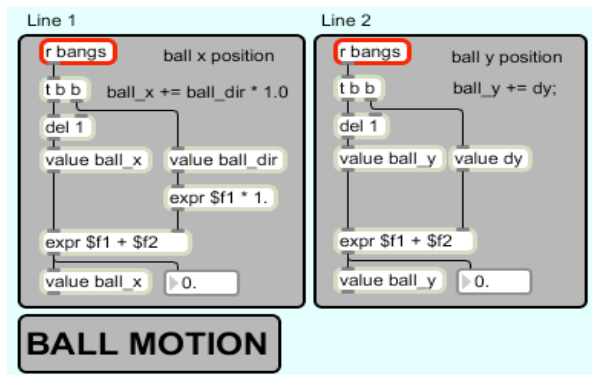 Line 1
r bangs
ball x position
t b b
ball_x += ball_dir * 1.0
del 1
value ball_x
value ball_dir
expr $f1 * 1.
expr $f1 + $f2
value ball_x
0.
Line 2
r bangs
ball y position
t b b
ball_y += dy;
del 1
value ball_y
value dy
expr $f1 + $f2
value ball_y
0.
BALL MOTION